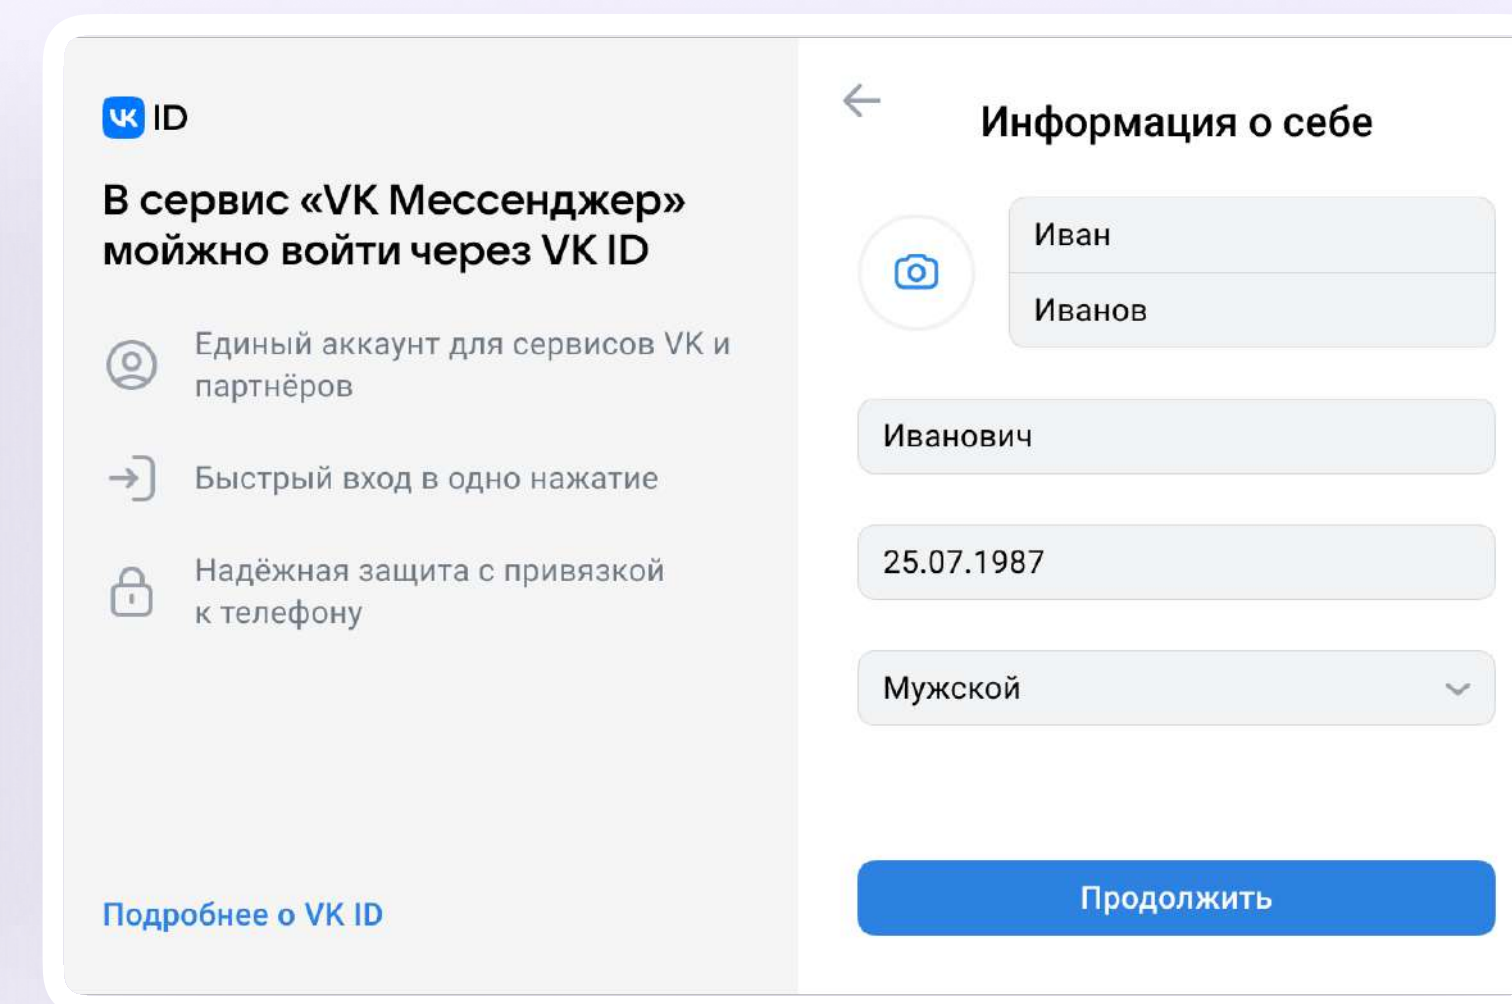 VK ID
В сервис «VK Мессенджер»
мойжно войти через VK ID
Единый аккаунт для сервисов VK и
партнёров
Быстрый вход в одно нажатие
Надёжная защита с привязкой
к телефону
Подробнее о VK ID
Информация о себе
Иван
Иванов
Иванович
25.07.1987
Мужской
Продолжить